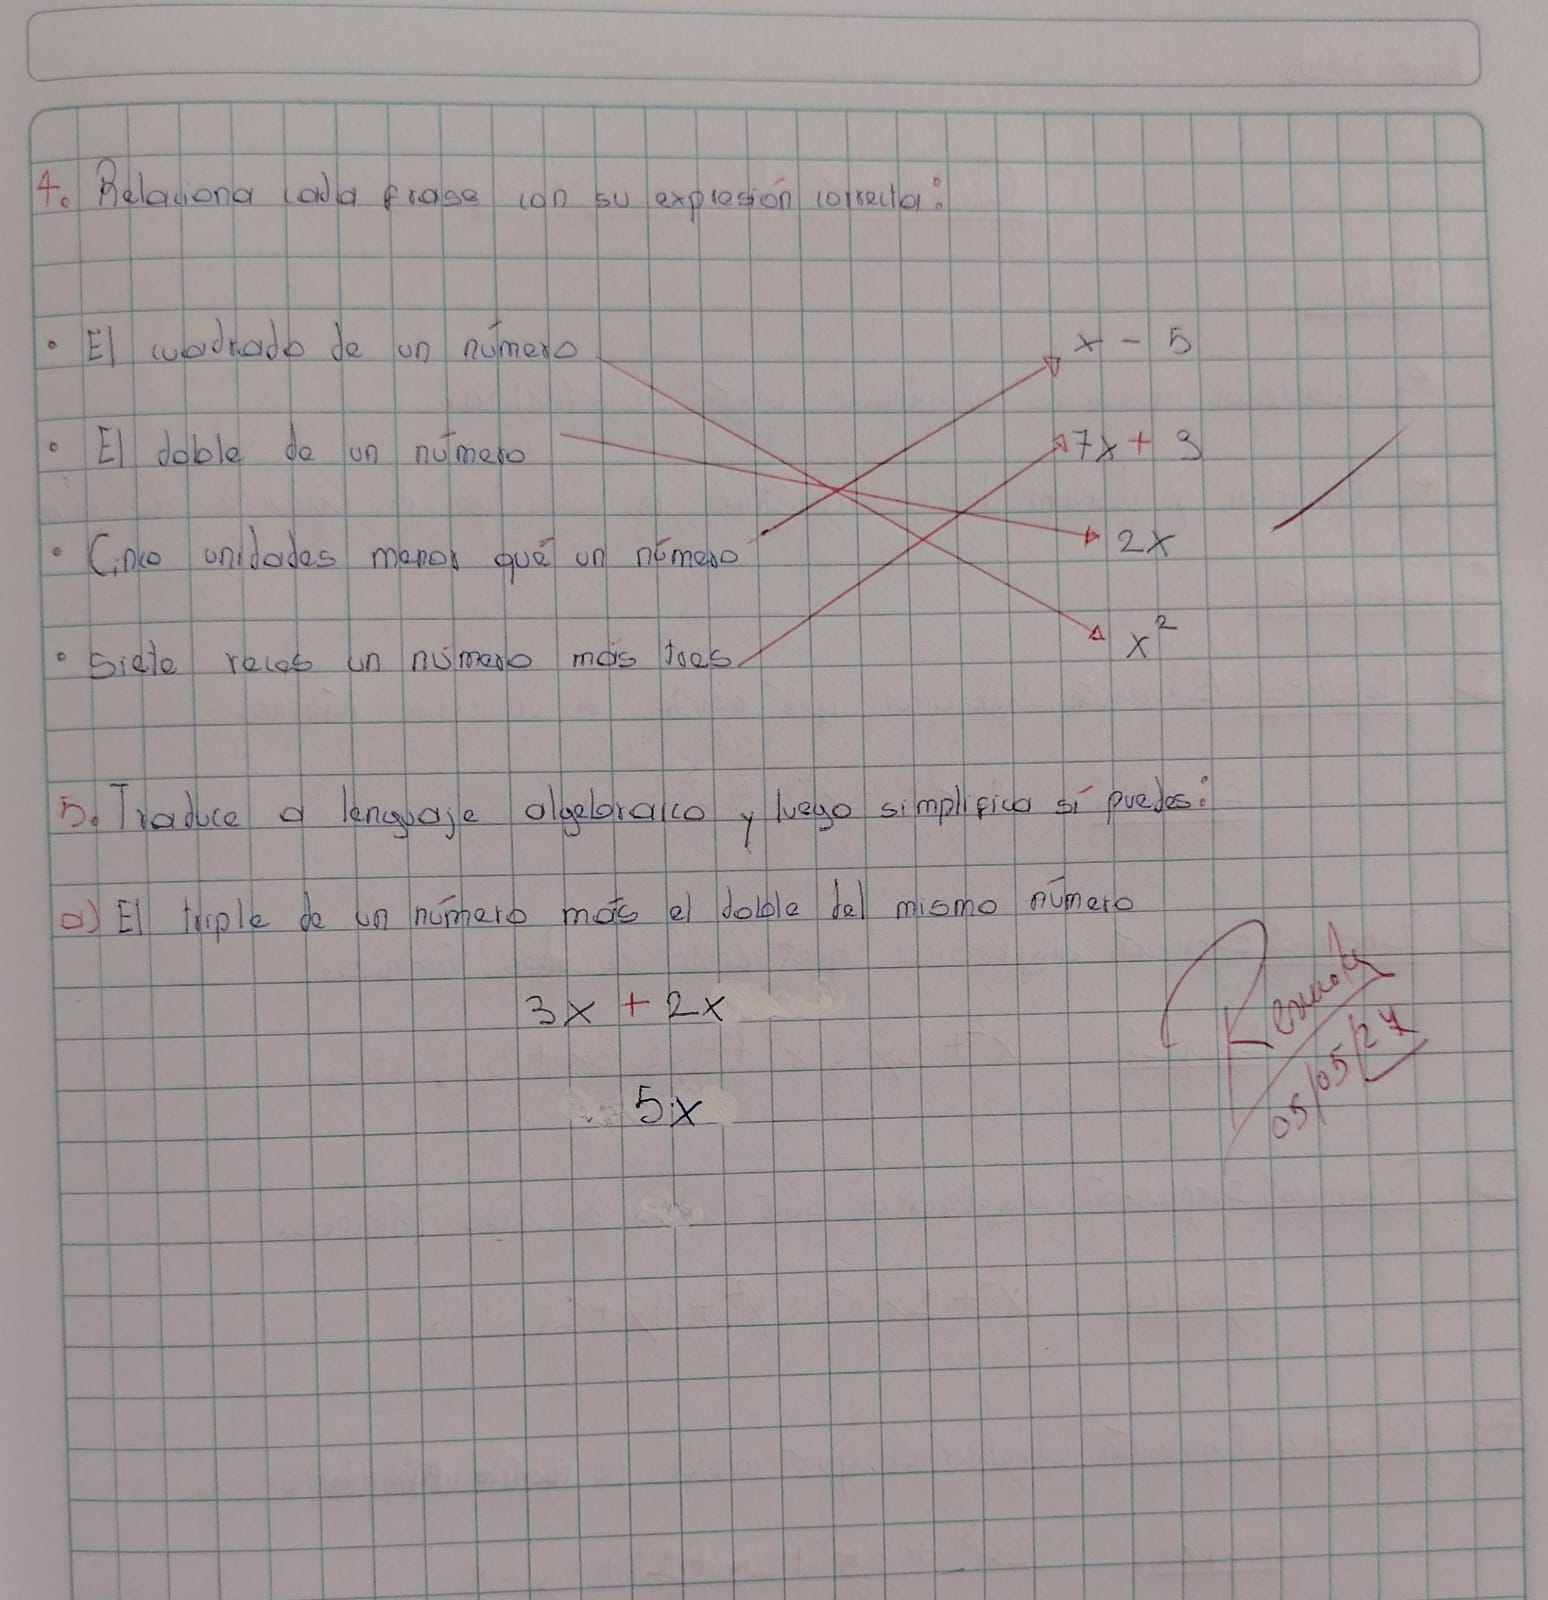 4. Relaciona cada frase con su expresión correcta:
• El cuadrado de un número
x - 5
• El doble de un número
7x + 3
• Cinco unidades menos que un número
2x
• Siete veces un número más tres
x²
5. Traduce a lenguaje algebraico y luego simplifica si puedes:
a) El triple de un número más el doble del mismo número
3x + 2x
5x
05/05/24